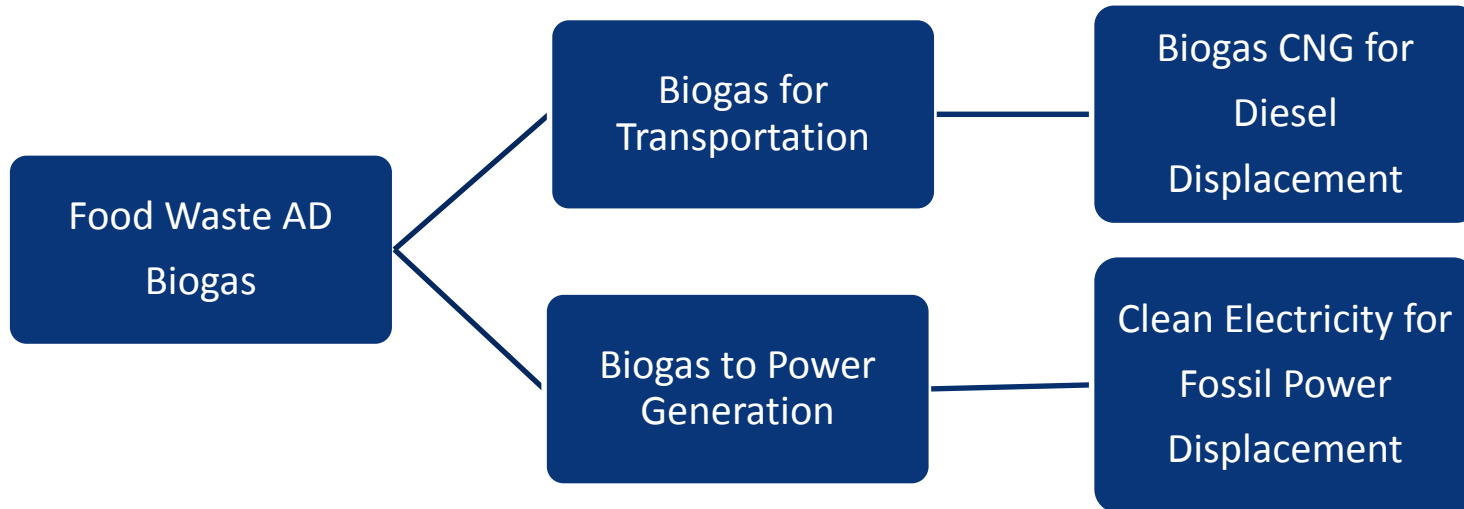 Food Waste AD
Biogas
Biogas for
Transportation
Biogas CNG for
Diesel
Displacement
Biogas to Power
Generation
Clean Electricity for
Fossil Power
Displacement